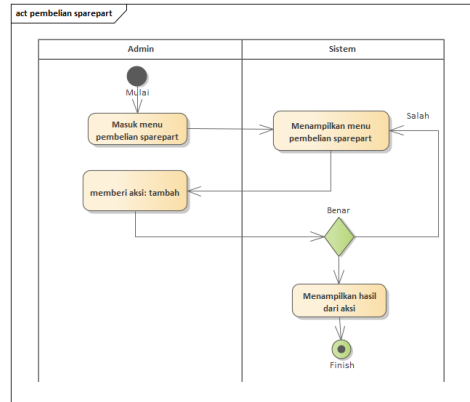 act pembelian sparepart
Admin
Sistem
Mulai
Masuk menu
pembelian sparepart
Menampilkan menu
pembelian sparepart
Salah
memberi aksi: tambah
Benar
Menampilkan hasil
dari aksi
Finish